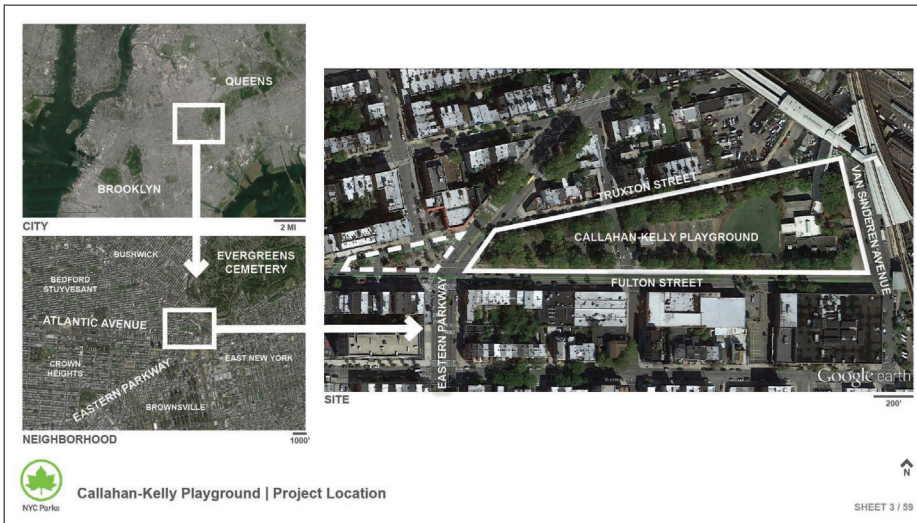 QUEENS
BROOKLYN
CITY
2 MI
BUSHWICK
EVERGREENS
CEMETERY
BEDFORD
STUYVESANT
ATLANTIC AVENUE
CROWN
HEIGHTS
EAST NEW YORK
EASTERN PARKWAY
BROWNSVILLE
NEIGHBORHOOD
1000'
TRUXTON STREET
CALLAHAN-KELLY PLAYGROUND
VAN SINDEREN AVENUE
FULTON STREET
EASTERN PARKWAY
Google earth
SITE
200'
N
NYC Parks
Callahan-Kelly Playground | Project Location
SHEET 3 / 59